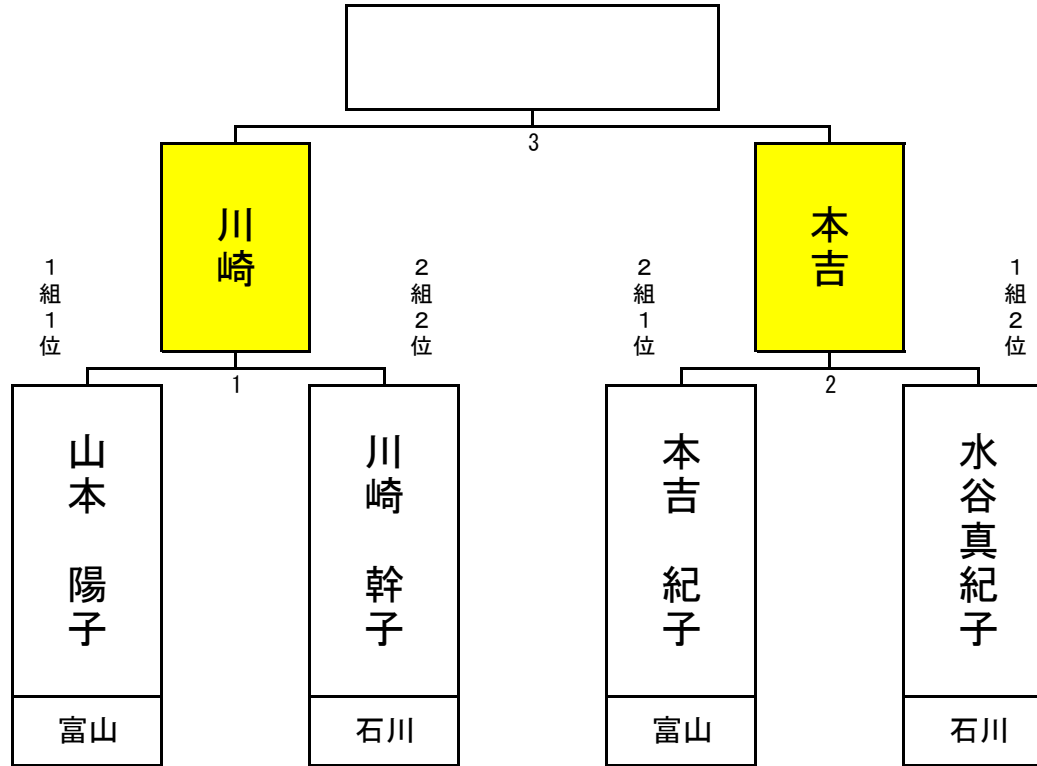 3
川崎
本吉
１組１位
２組２位
２組１位
１組２位
1
2
山本　陽子
川崎　幹子
本吉　紀子
水谷真紀子
富山
石川
富山
石川